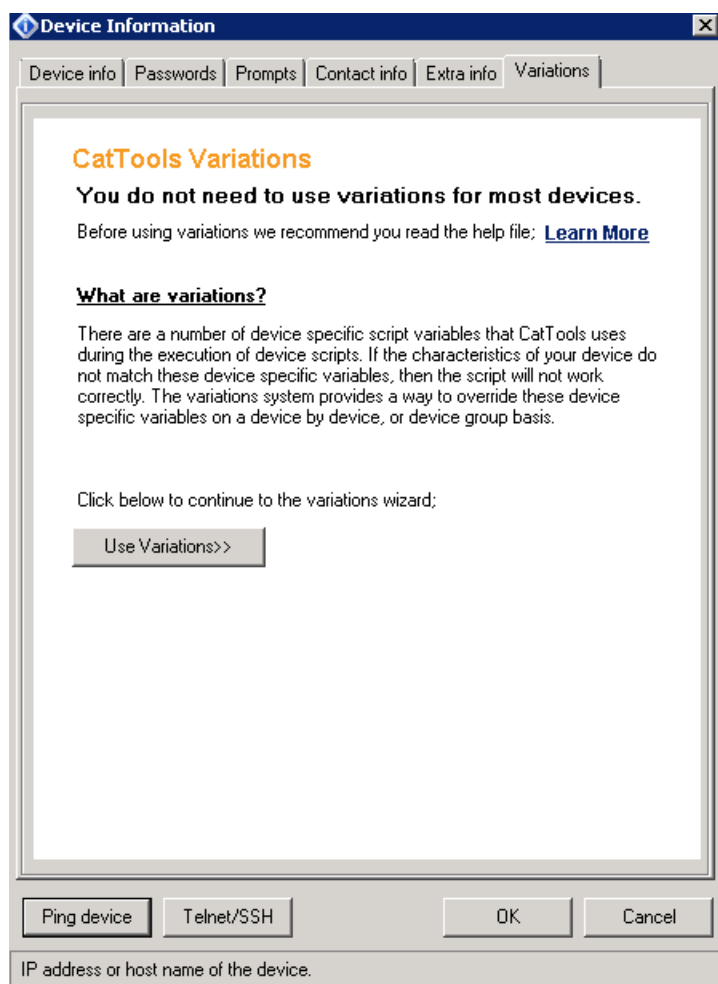 Device Information
Device info Passwords Prompts Contact info Extra info Variations
CatTools Variations
You do not need to use variations for most devices.
Before using variations we recommend you read the help file; Learn More
What are variations?
There are a number of device specific script variables that CatTools uses
during the execution of device scripts. If the characteristics of your device do
not match these device specific variables, then the script will not work
correctly. The variations system provides a way to override these device
specific variables on a device by device, or device group basis.
Click below to continue to the variations wizard;
Use Variations>>
Ping device Telnet/SSH OK Cancel
IP address or host name of the device.